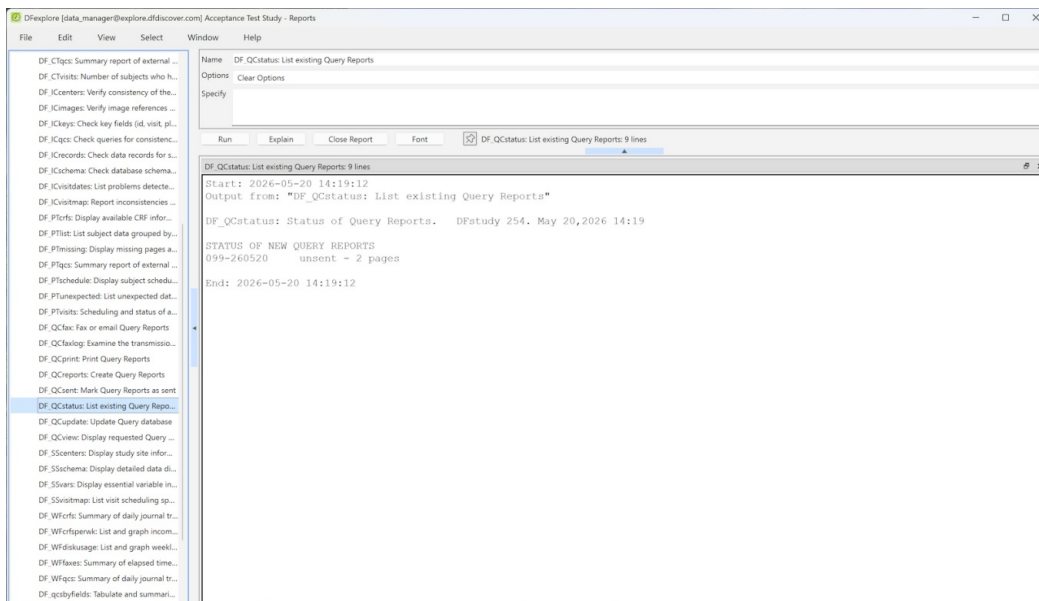 DFexplore [data_manager@explore.dfdiscover.com] Acceptance Test Study - Reports
File Edit View Select Window Help
DF_CTqcs: Summary report of external ...
DF_CTvisits: Number of subjects who h...
DF_ICcenters: Verify consistency of the...
DF_ICimages: Verify image references ...
DF_ICkeys: Check key fields (id, visit, pl...
DF_ICqcs: Check queries for consistenc...
DF_ICrecords: Check data records for s...
DF_ICschema: Check database schema...
DF_ICvisitdates: List problems detecte...
DF_ICvisitmap: Report inconsistencies ...
DF_PTcrfs: Display available CRF infor...
DF_PTlist: List subject data grouped by...
DF_PTmissing: Display missing pages a...
DF_PTqcs: Summary report of external ...
DF_PTschedule: Display subject schedu...
DF_PTunexpected: List unexpected dat...
DF_PTvisits: Scheduling and status of a...
DF_QCfax: Fax or email Query Reports
DF_QCfaxlog: Examine the transmissio...
DF_QCprint: Print Query Reports
DF_QCreports: Create Query Reports
DF_QCsent: Mark Query Reports as sent
DF_QCstatus: List existing Query Repo...
DF_QCupdate: Update Query database
DF_QCview: Display requested Query ...
DF_SScenters: Display study site infor...
DF_SSschema: Display detailed data di...
DF_SSvars: Display essential variable in...
DF_SSvisitmap: List visit scheduling sp...
DF_WFcrfs: Summary of daily journal tr...
DF_WFcrfsperwk: List and graph incom...
DF_WFdiskusage: List and graph weekl...
DF_WFfaxes: Summary of elapsed time...
DF_WFqcs: Summary of daily journal tr...
DF_qcsbyfields: Tabulate and summari...
Name DF_QCstatus: List existing Query Reports
Options Clear Options
Specify
Run Explain Close Report Font DF_QCstatus: List existing Query Reports: 9 lines
DF_QCstatus: List existing Query Reports: 9 lines
Start: 2026-05-20 14:19:12
Output from: "DF_QCstatus: List existing Query Reports"
DF_QCstatus: Status of Query Reports. DFstudy 254. May 20,2026 14:19
STATUS OF NEW QUERY REPORTS
099-260520 unsent - 2 pages
End: 2026-05-20 14:19:12